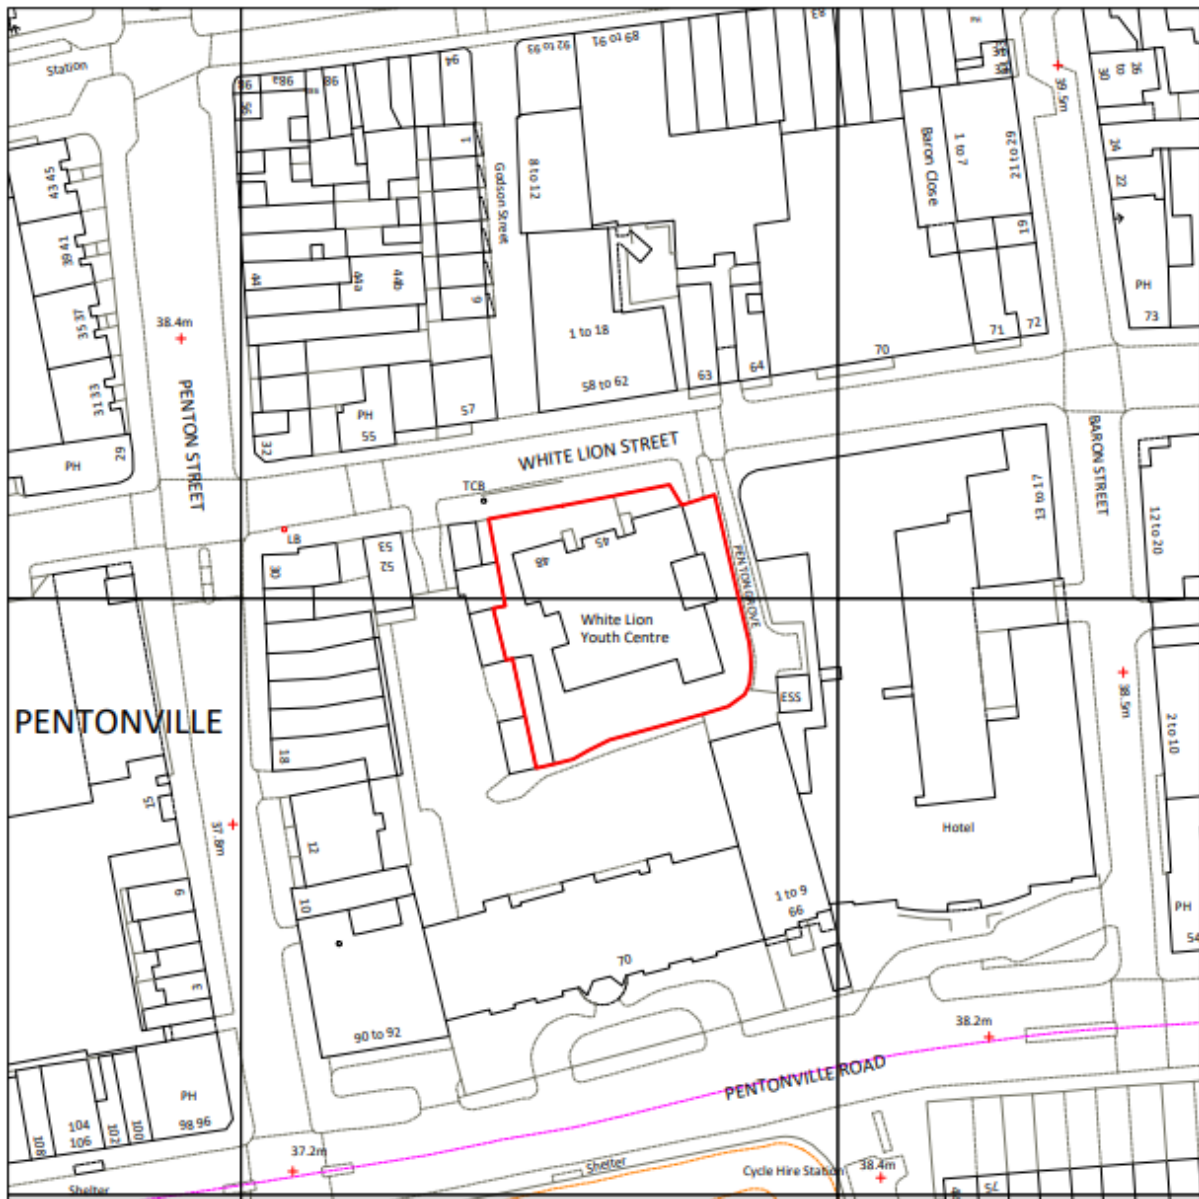 Station
43 45
39 41
35 37
31 33
29
PH
38.4m
PENTON STREET
98
98a
98
96
94
92 to 93
89 to 91
1
Godson Street
8 to 12
9
44
44a
44b
1 to 18
58 to 62
63
64
70
71
72
Baron Close
1 to 7
21 to 29
19
39.5m
26
to
30
24
22
PH
73
32
PH
55
57
WHITE LION STREET
TCB
LB
30
53
52
48
45
PENTON GROVE
White Lion
Youth Centre
ESS
13 to 17
BARON STREET
12 to 20
38.5m
2 to 10
PENTONVILLE
18
15
37.8m
12
10
6
3
Hotel
1 to 9
66
70
90 to 92
PH
54
38.2m
PENTONVILLE ROAD
PH
98 96
100
102
104
106
108
37.2m
Shelter
Shelter
Cycle Hire Station
38.4m
75